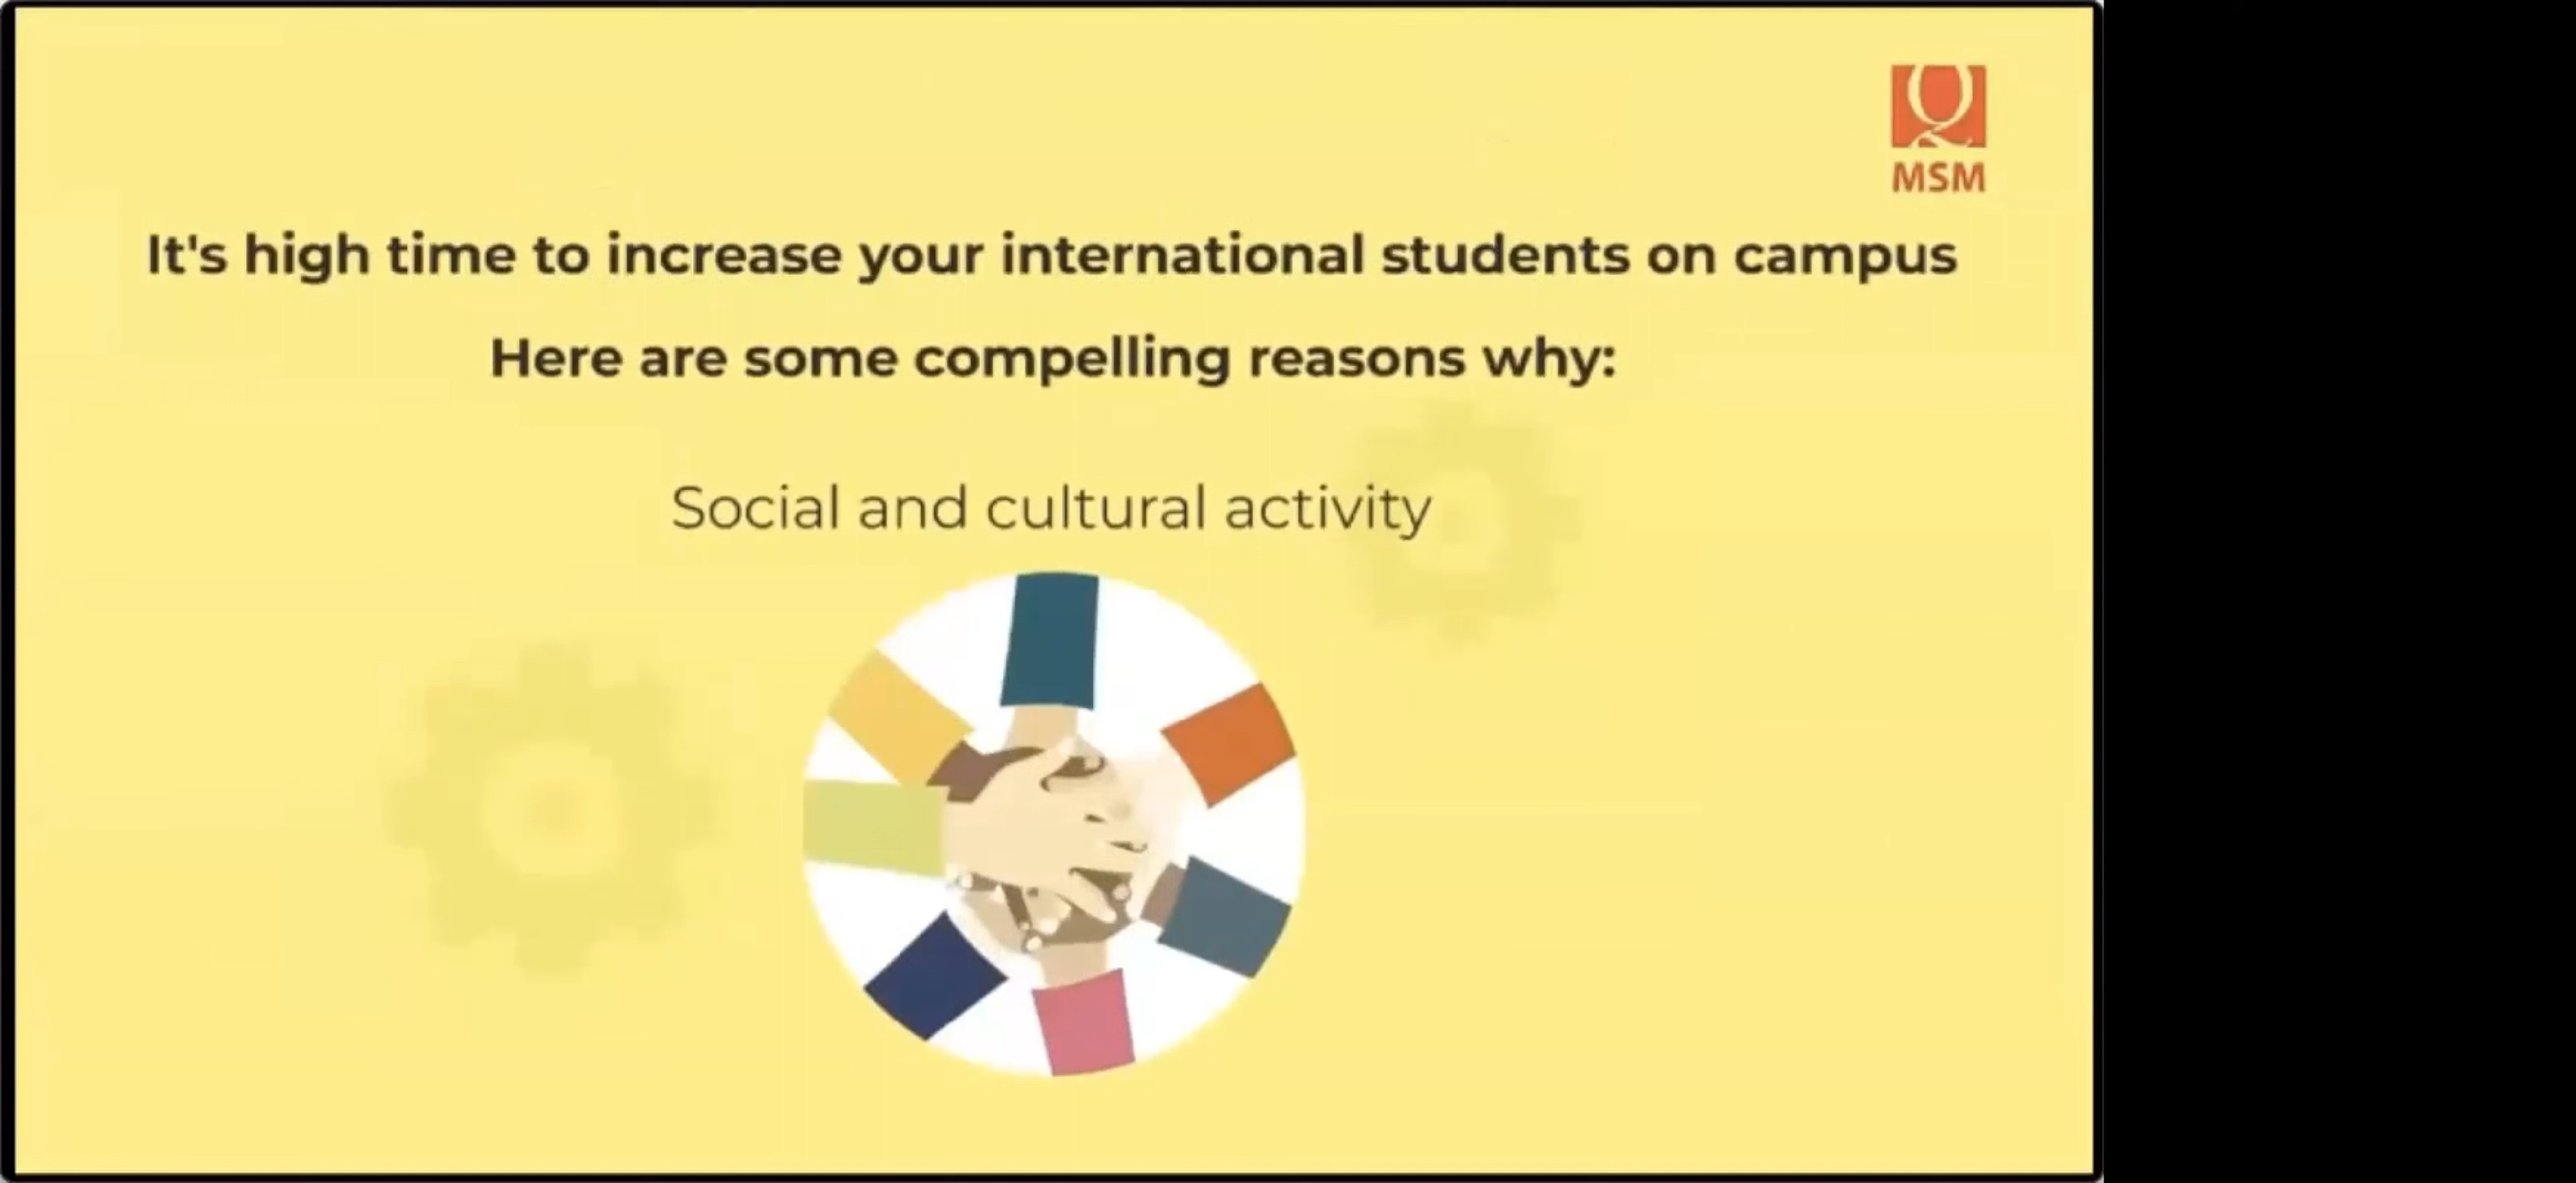 MSM
It's high time to increase your international students on campus
Here are some compelling reasons why:
Social and cultural activity